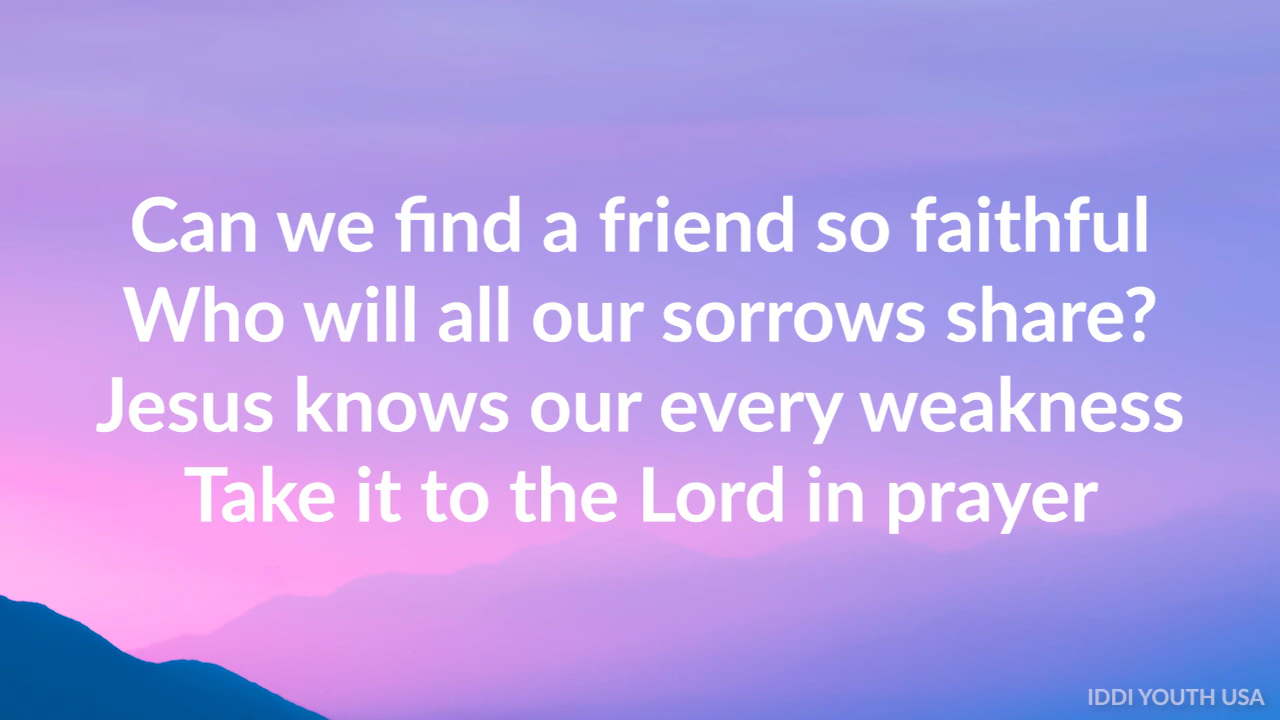 Can we find a friend so faithful
Who will all our sorrows share?
Jesus knows our every weakness
Take it to the Lord in prayer
IDDI YOUTH USA